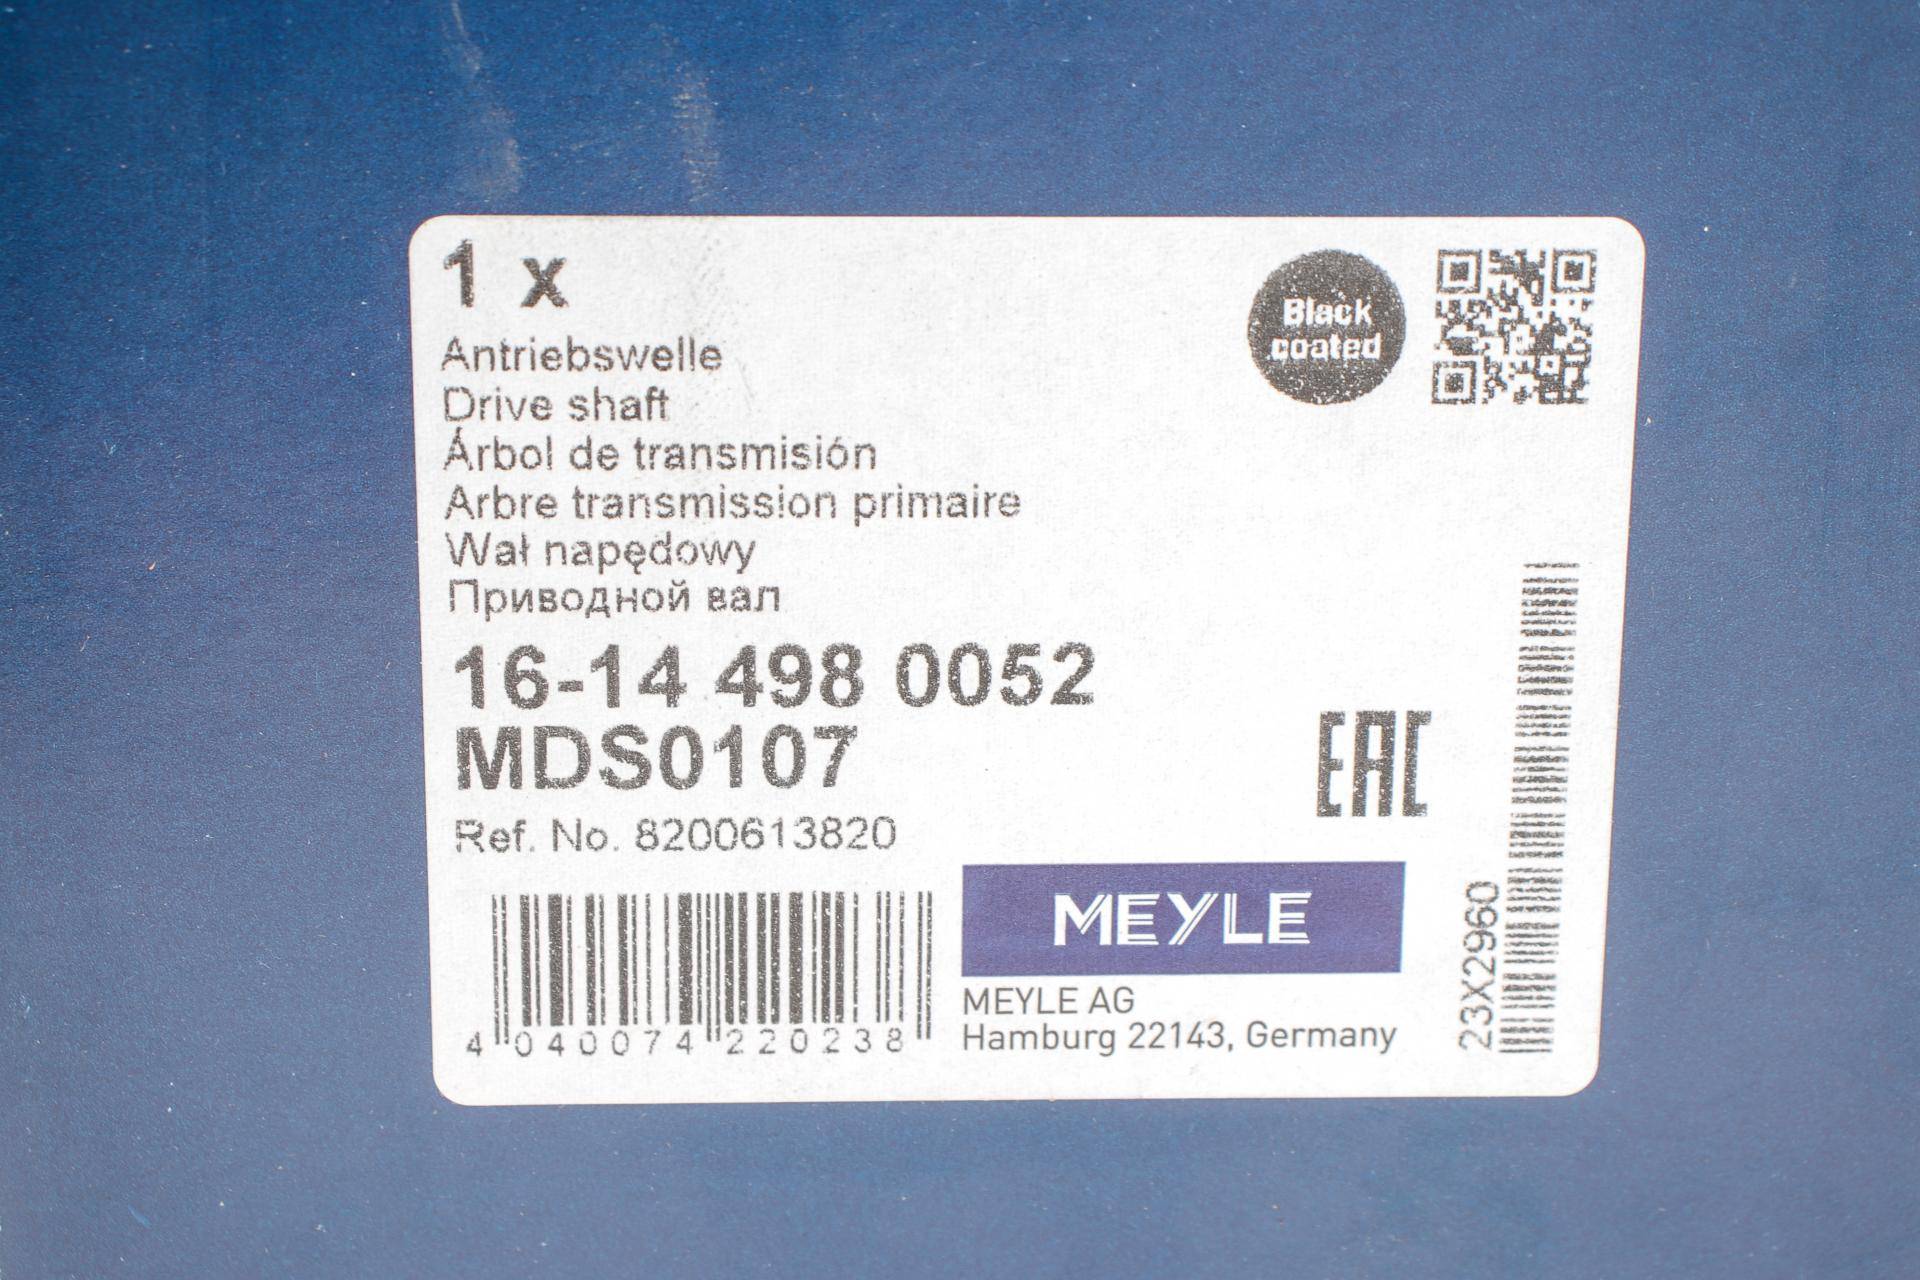 1 x
Black
coated
Antriebswelle
Drive shaft
Árbol de transmisión
Arbre transmission primaire
Wał napędowy
Приводной вал
16-14 498 0052
MDS0107
EAC
Ref. No. 8200613820
MEYLE
MEYLE AG
Hamburg 22143, Germany
4 040074 220238
23X2960